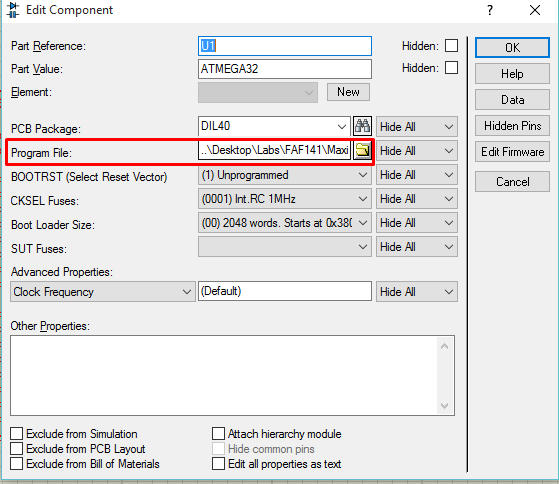 Edit Component ? ×
Part Reference: U1 Hidden: OK
Part Value: ATMEGA32 Hidden:
Element: New Help
Data
PCB Package: DIL40 Hide All Hidden Pins
Program File: ..\Desktop\Labs\FAF141\Maxi Hide All Edit Firmware
BOOTRST (Select Reset Vector) (1) Unprogrammed Hide All Cancel
CKSEL Fuses: (0001) Int.RC 1MHz Hide All
Boot Loader Size: (00) 2048 words. Starts at 0x380 Hide All
SUT Fuses: Hide All
Advanced Properties:
Clock Frequency (Default) Hide All
Other Properties:
Exclude from Simulation Attach hierarchy module
Exclude from PCB Layout Hide common pins
Exclude from Bill of Materials Edit all properties as text